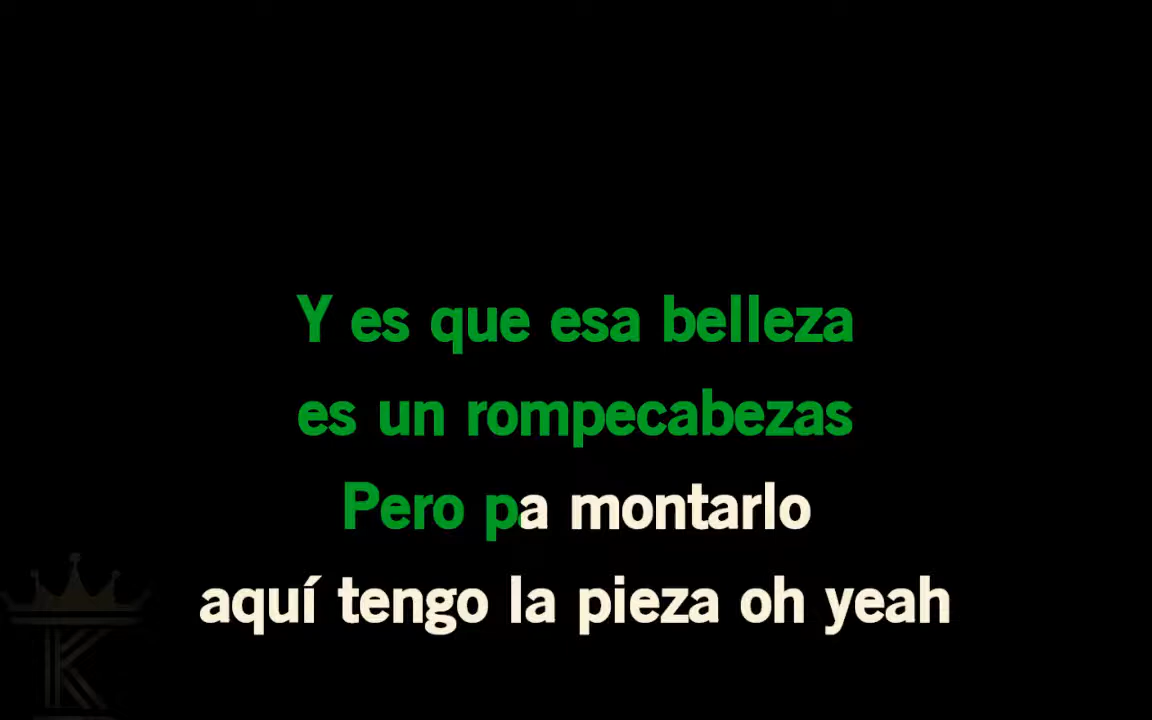 Y es que esa belleza
es un rompecabezas
Pero pa montarlo
aquí tengo la pieza oh yeah
K